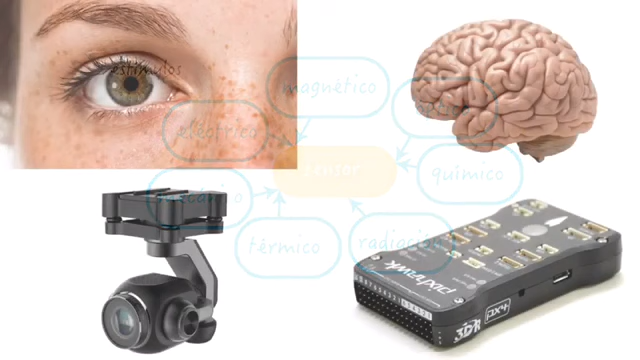 estímulos
magnético
eléctrico
sensor
mecánico
químico
térmico
radiación
pixhawk
3DR
px4